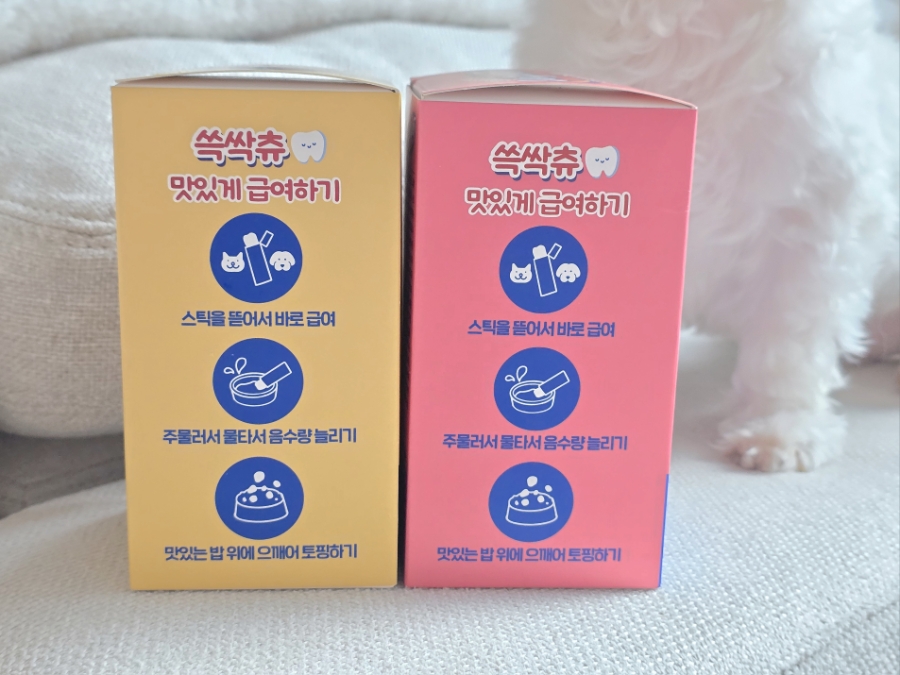 쓱싹츄
맛있게 급여하기
스틱을 뜯어서 바로 급여
주물러서 물타서 음수량 늘리기
맛있는 밥 위에 으깨어 토핑하기
쓱싹츄
맛있게 급여하기
스틱을 뜯어서 바로 급여
주물러서 물타서 음수량 늘리기
맛있는 밥 위에 으깨어 토핑하기